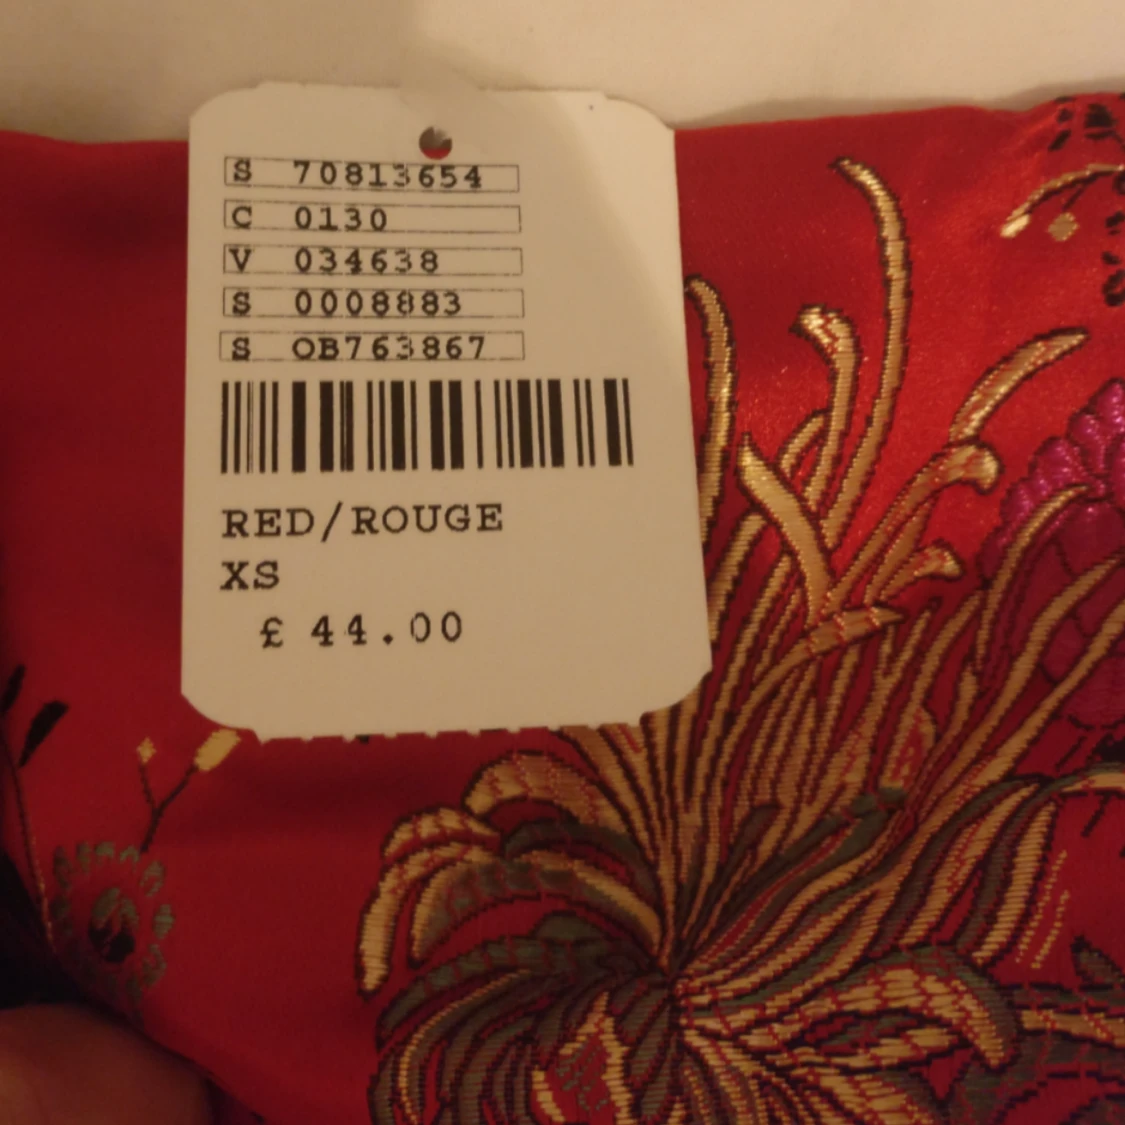 S 70813654
C 0130
V 034638
S 0008883
S OB763867
RED/ROUGE
XS
£ 44.00